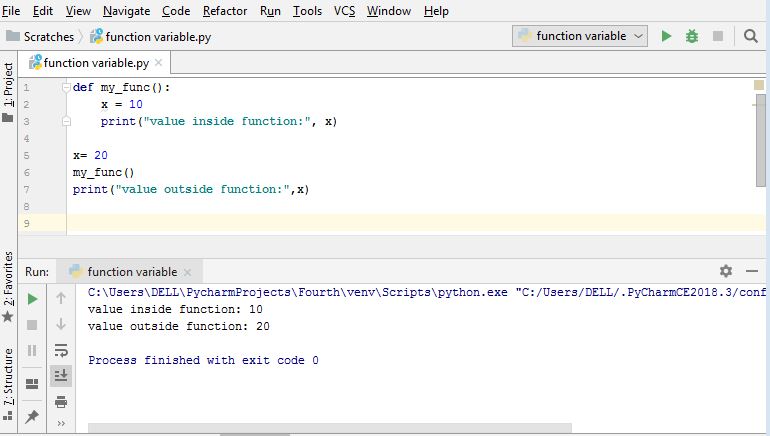 File Edit View Navigate Code Refactor Run Tools VCS Window Help
Scratches function variable.py function variable
function variable.py
1: Project
1 def my_func():
2     x = 10
3     print("value inside function:", x)
4
5 x= 20
6 my_func()
7 print("value outside function:",x)
8
9
2: Favorites
7: Structure
Run: function variable
C:\Users\DELL\PycharmProjects\Fourth\venv\Scripts\python.exe "C:/Users/DELL/.PyCharmCE2018.3/conf
value inside function: 10
value outside function: 20
Process finished with exit code 0